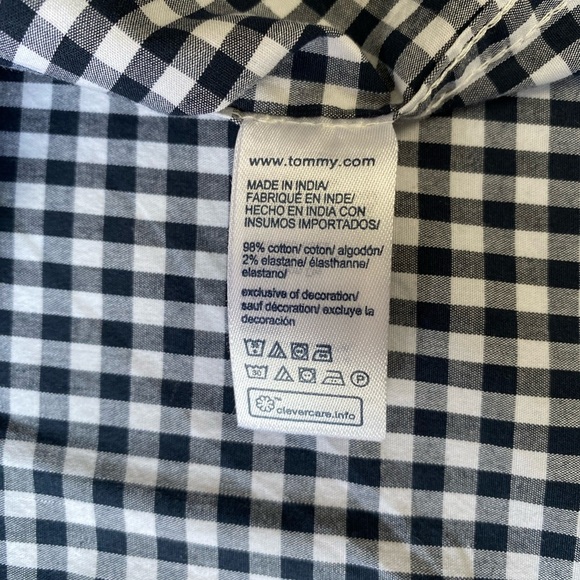 www.tommy.com
MADE IN INDIA/
FABRIQUÉ EN INDE/
HECHO EN INDIA CON
INSUMOS IMPORTADOS/
98% cotton/ coton/ algodón/
2% elastane/ élasthanne/
elastano/
exclusive of decoration/
sauf décoration/ excluye la
decoración
30 P
clevercare.info